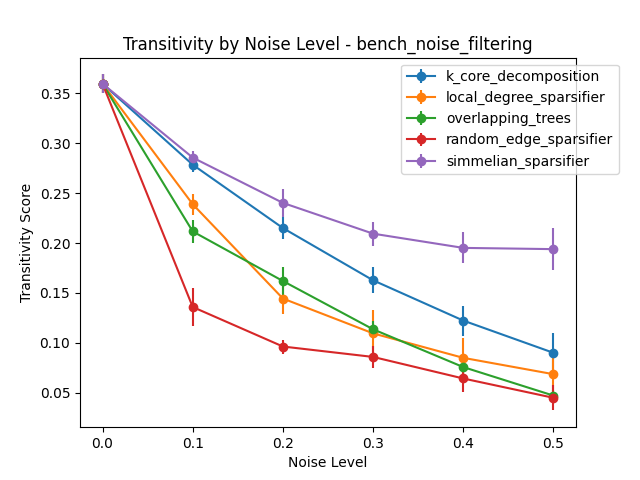 Transitivity by Noise Level - bench_noise_filtering
k_core_decomposition
local_degree_sparsifier
overlapping_trees
random_edge_sparsifier
simmelian_sparsifier
Transitivity Score
0.35
0.30
0.25
0.20
0.15
0.10
0.05
0.0 0.1 0.2 0.3 0.4 0.5
Noise Level